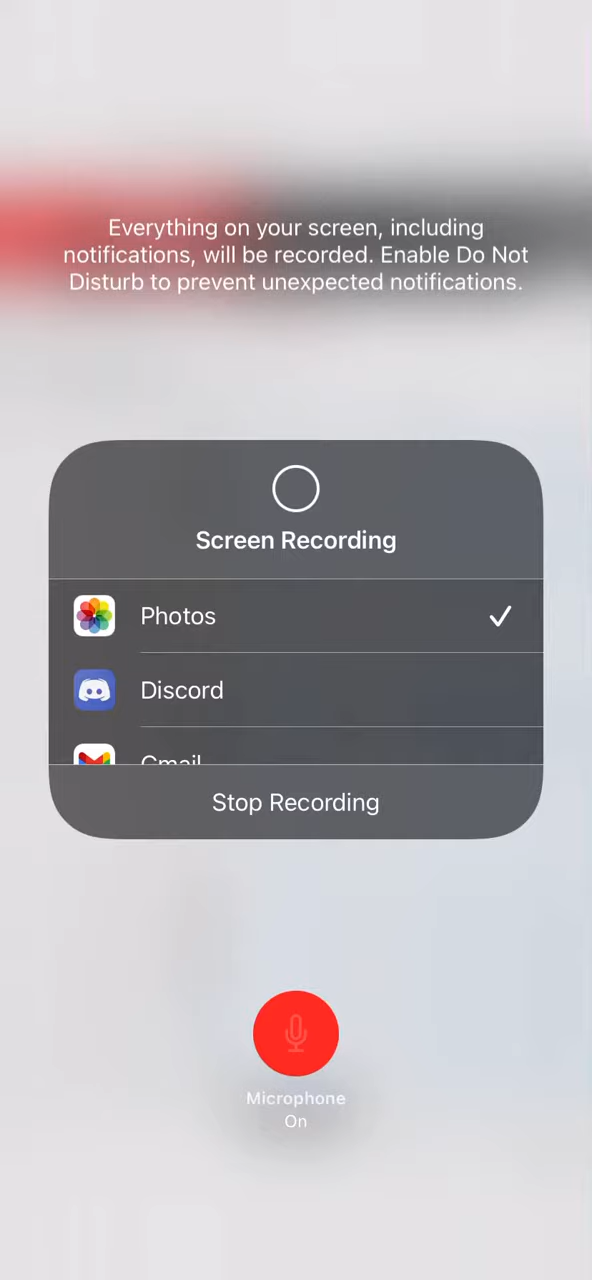 Everything on your screen, including
notifications, will be recorded. Enable Do Not
Disturb to prevent unexpected notifications.
Screen Recording
Photos
Discord
Gmail
Stop Recording
Microphone
On